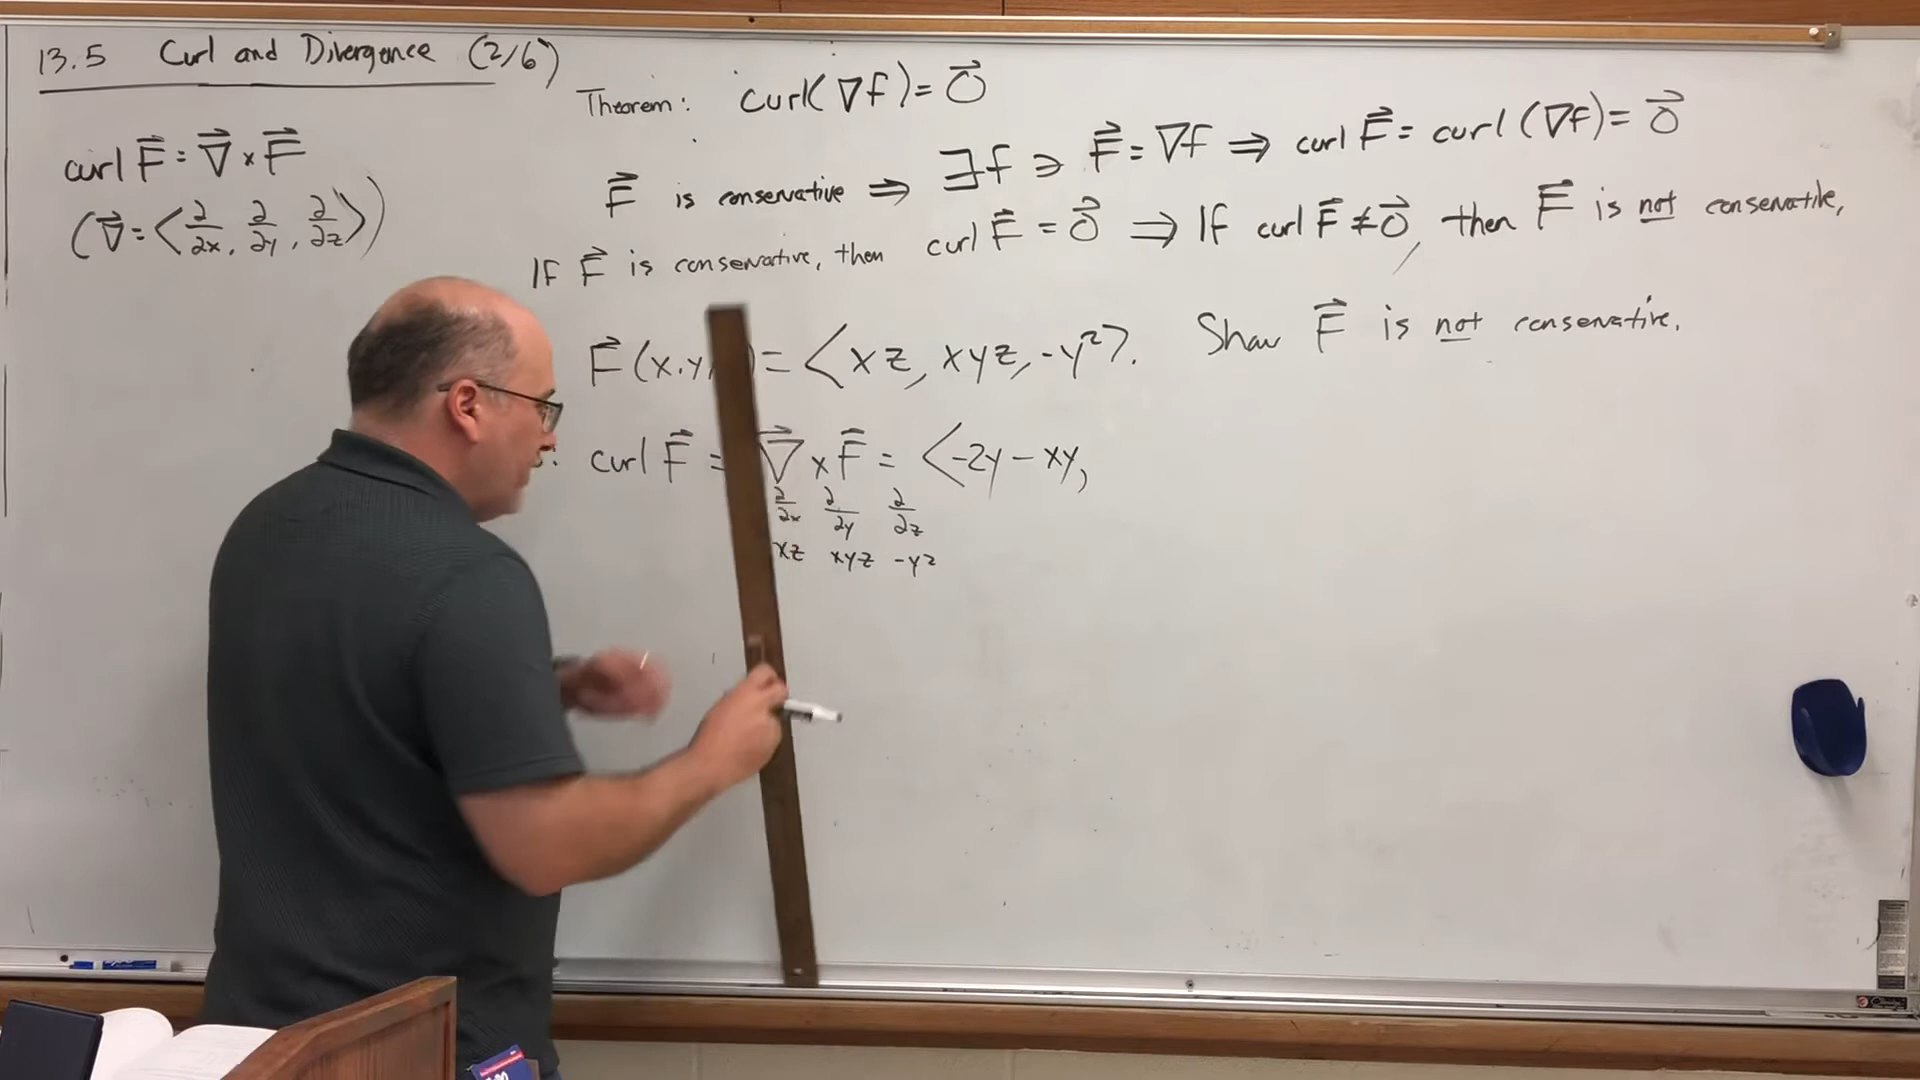 13.5 Curl and Divergence (2/6)
curl F⃗ = ∇⃗ × F⃗
(∇⃗ = ⟨∂/∂x, ∂/∂y, ∂/∂z⟩)
Theorem: curl(∇f) = 0⃗
F⃗ is conservative ⇒ ∃f ∋ F⃗ = ∇f ⇒ curl F⃗ = curl(∇f) = 0⃗
If F⃗ is conservative, then curl F⃗ = 0⃗ ⇒ If curl F⃗ ≠ 0⃗, then F⃗ is not conservative,
F⃗(x,y, ) = ⟨xz, xyz, -y²⟩. Show F⃗ is not conservative.
: curl F⃗ = ∇⃗ × F⃗ = ⟨-2y - xy,
∂/∂x ∂/∂y ∂/∂z
xz xyz -y²